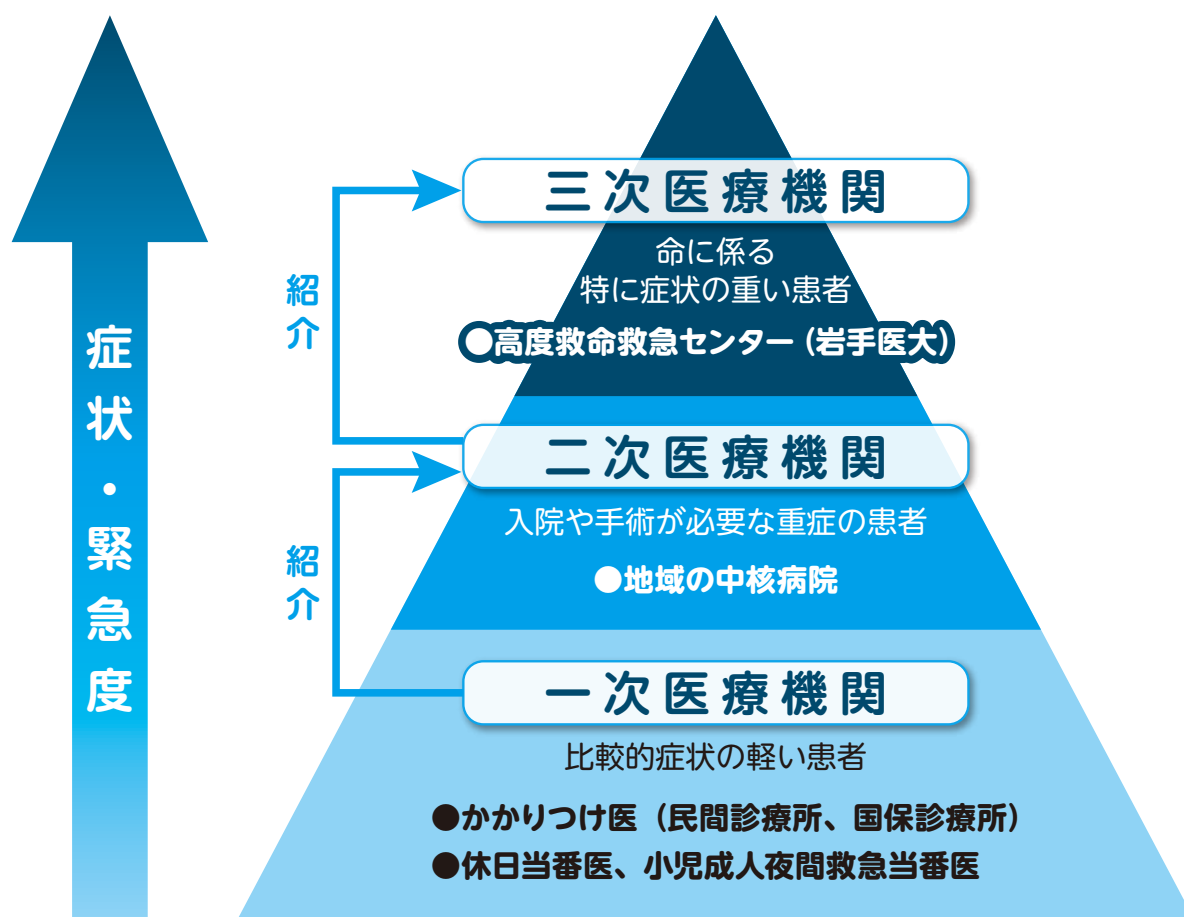 症状・緊急度
三次医療機関
命に係る
特に症状の重い患者
●高度救命救急センター(岩手医大)
紹介
二次医療機関
入院や手術が必要な重症の患者
●地域の中核病院
紹介
一次医療機関
比較的症状の軽い患者
●かかりつけ医(民間診療所、国保診療所)
●休日当番医、小児成人夜間救急当番医